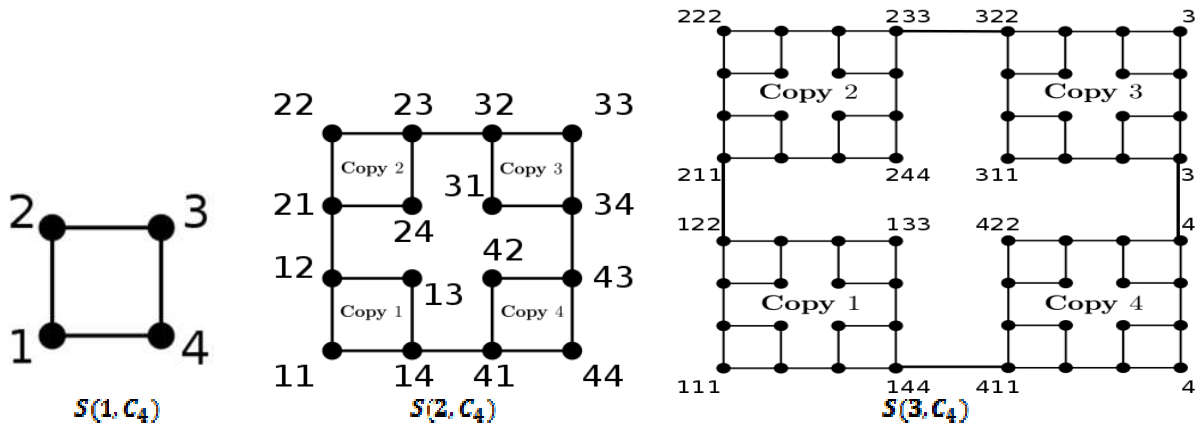 2 3
1 4
S(1, C₄)
22 23 32 33
Copy 2 Copy 3
21 24 31 34
12 13 42 43
Copy 1 Copy 4
11 14 41 44
S(2, C₄)
222 233 322 3
Copy 2 Copy 3
211 244 311 3
122 133 422 4
Copy 1 Copy 4
111 144 411 4
S(3, C₄)